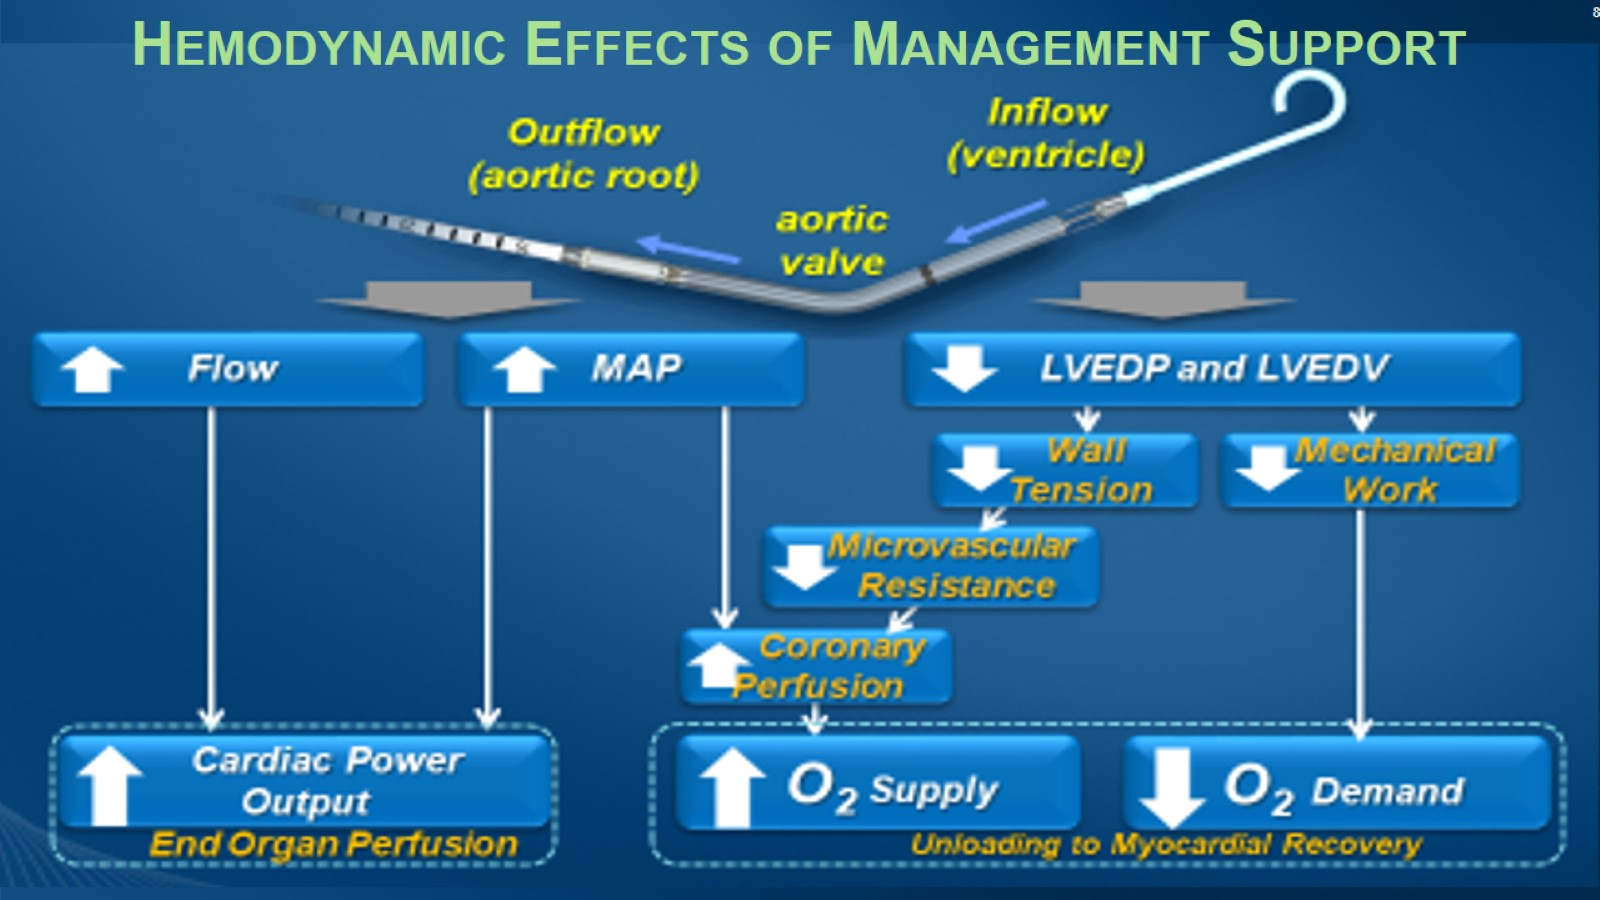 8
HEMODYNAMIC EFFECTS OF MANAGEMENT SUPPORT
Outflow
(aortic root)
Inflow
(ventricle)
aortic
valve
Flow
MAP
LVEDP and LVEDV
Wall
Tension
Mechanical
Work
Microvascular
Resistance
Coronary
Perfusion
Cardiac Power
Output
End Organ Perfusion
O2 Supply
O2 Demand
Unloading to Myocardial Recovery